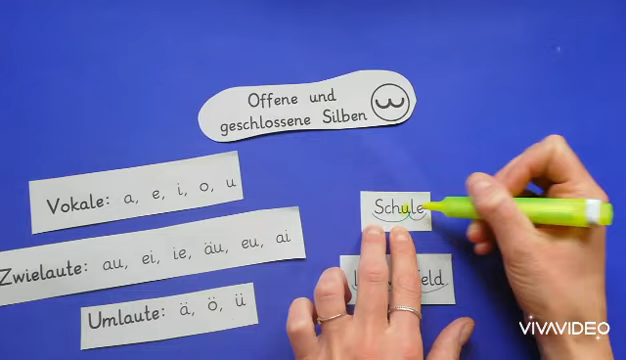 Offene und
geschlossene Silben
Vokale: a, e, i, o, u
Zwielaute: au, ei, ie, äu, eu, ai
Umlaute: ä, ö, ü
Schule
VIVAVIDEO